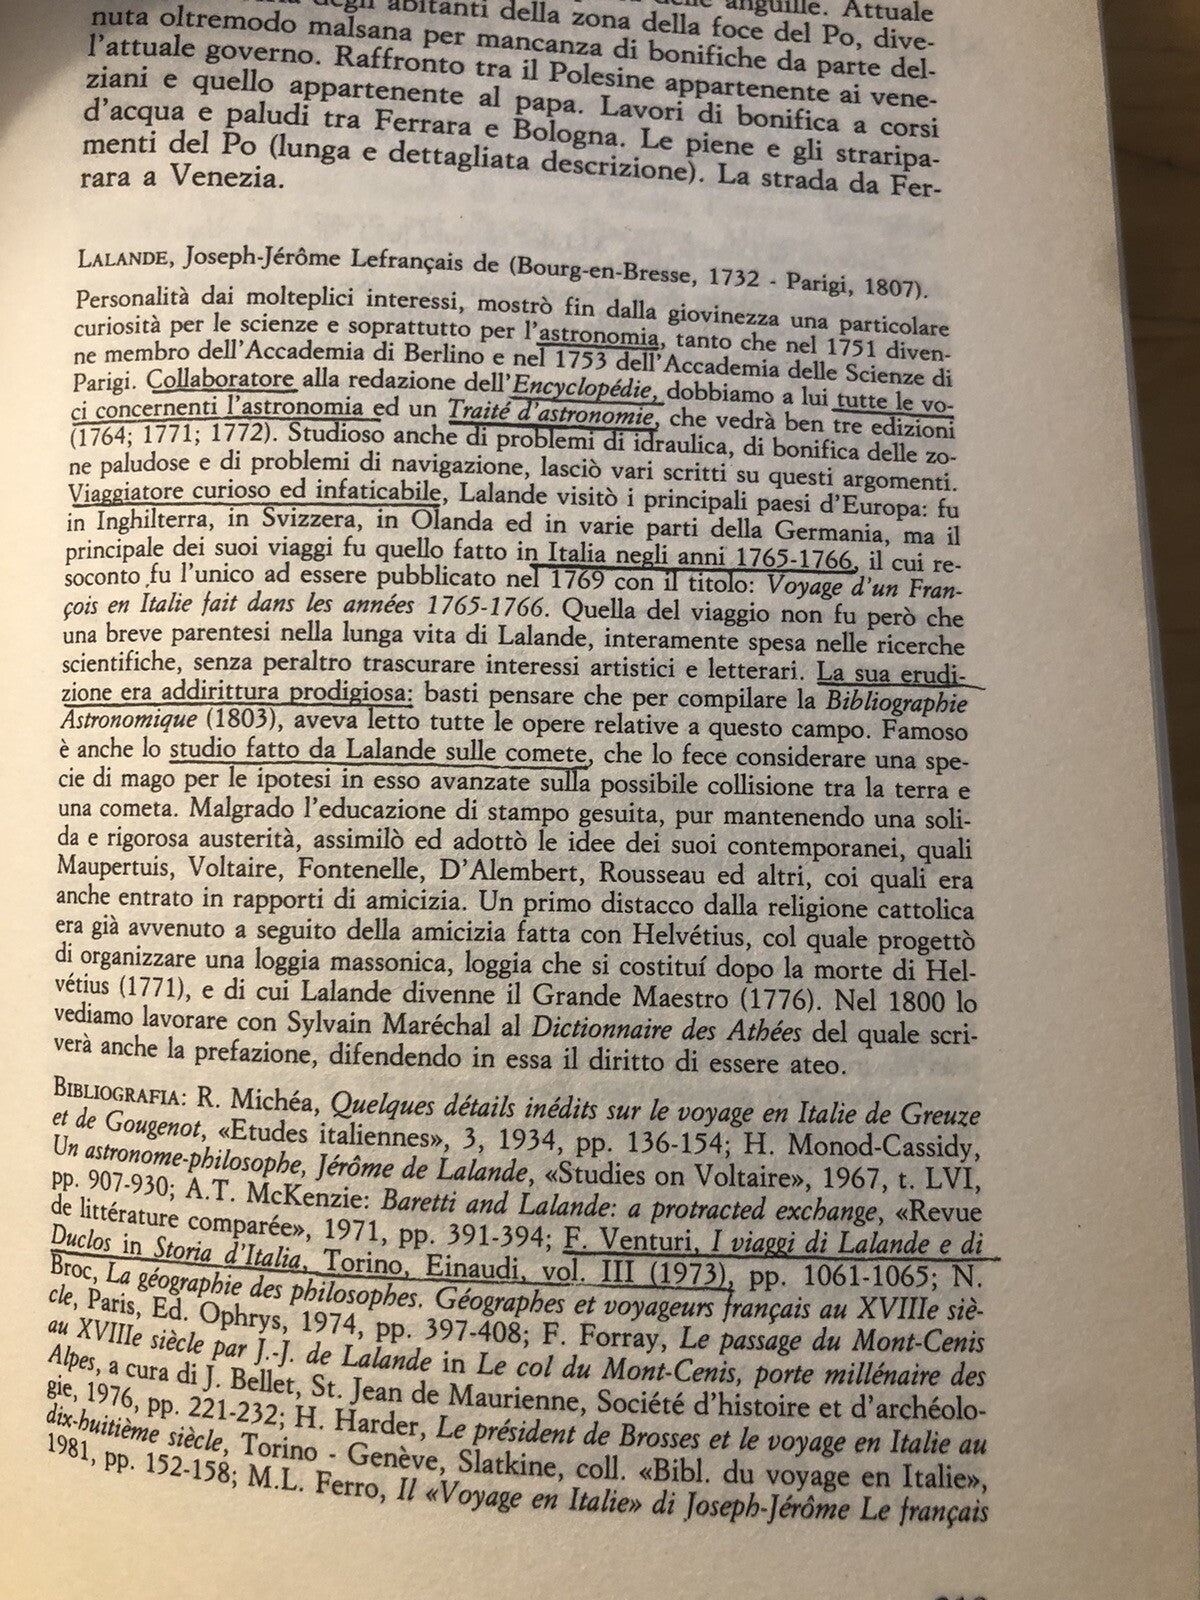 degli abitanti della zona della foce del Po, dive-
nuta oltremodo malsana per mancanza di bonifiche da parte del-
l'attuale governo. Raffronto tra il Polesine appartenente ai vene-
ziani e quello appartenente al papa. Lavori di bonifica a corsi
d'acqua e paludi tra Ferrara e Bologna. Le piene e gli straripa-
menti del Po (lunga e dettagliata descrizione). La strada da Fer-
rara a Venezia.
LALANDE, Joseph-Jérôme Lefrançais de (Bourg-en-Bresse, 1732 - Parigi, 1807).
Personalità dai molteplici interessi, mostrò fin dalla giovinezza una particolare
curiosità per le scienze e soprattutto per l'astronomia, tanto che nel 1751 diven-
ne membro dell'Accademia di Berlino e nel 1753 dell'Accademia delle Scienze di
Parigi. Collaboratore alla redazione dell'Encyclopédie, dobbiamo a lui tutte le vo-
ci concernenti l'astronomia ed un Traité d'astronomie, che vedrà ben tre edizioni
(1764; 1771; 1772). Studioso anche di problemi di idraulica, di bonifica delle zo-
ne paludose e di problemi di navigazione, lasciò vari scritti su questi argomenti.
Viaggiatore curioso ed infaticabile, Lalande visitò i principali paesi d'Europa: fu
in Inghilterra, in Svizzera, in Olanda ed in varie parti della Germania, ma il
principale dei suoi viaggi fu quello fatto in Italia negli anni 1765-1766, il cui re-
soconto fu l'unico ad essere pubblicato nel 1769 con il titolo: Voyage d'un Fran-
çois en Italie fait dans les années 1765-1766. Quella del viaggio non fu però che
una breve parentesi nella lunga vita di Lalande, interamente spesa nelle ricerche
scientifiche, senza peraltro trascurare interessi artistici e letterari. La sua erudi-
zione era addirittura prodigiosa: basti pensare che per compilare la Bibliographie
Astronomique (1803), aveva letto tutte le opere relative a questo campo. Famoso
è anche lo studio fatto da Lalande sulle comete, che lo fece considerare una spe-
cie di mago per le ipotesi in esso avanzate sulla possibile collisione tra la terra e
una cometa. Malgrado l'educazione di stampo gesuita, pur mantenendo una soli-
da e rigorosa austerità, assimilò ed adottò le idee dei suoi contemporanei, quali
Maupertuis, Voltaire, Fontenelle, D'Alembert, Rousseau ed altri, coi quali era
anche entrato in rapporti di amicizia. Un primo distacco dalla religione cattolica
era già avvenuto a seguito della amicizia fatta con Helvétius, col quale progettò
di organizzare una loggia massonica, loggia che si costituí dopo la morte di Hel-
vétius (1771), e di cui Lalande divenne il Grande Maestro (1776). Nel 1800 lo
vediamo lavorare con Sylvain Maréchal al Dictionnaire des Athées del quale scri-
verà anche la prefazione, difendendo in essa il diritto di essere ateo.
BIBLIOGRAFIA: R. Michéa, Quelques détails inédits sur le voyage en Italie de Greuze
et de Gougenot, «Etudes italiennes», 3, 1934, pp. 136-154; H. Monod-Cassidy,
Un astronome-philosophe, Jérôme de Lalande, «Studies on Voltaire», 1967, t. LVI,
pp. 907-930; A.T. McKenzie: Baretti and Lalande: a protracted exchange, «Revue
de littérature comparée», 1971, pp. 391-394; F. Venturi, I viaggi di Lalande e di
Duclos in Storia d'Italia, Torino, Einaudi, vol. III (1973), pp. 1061-1065; N.
Broc, La géographie des philosophes. Géographes et voyageurs français au XVIIIe siè-
cle, Paris, Ed. Ophrys, 1974, pp. 397-408; F. Forray, Le passage du Mont-Cenis
au XVIIIe siècle par J.-J. de Lalande in Le col du Mont-Cenis, porte millénaire des
Alpes, a cura di J. Bellet, St. Jean de Maurienne, Société d'histoire et d'archéolo-
gie, 1976, pp. 221-232; H. Harder, Le président de Brosses et le voyage en Italie au
dix-huitième siècle, Torino - Genève, Slatkine, coll. «Bibl. du voyage en Italie»,
1981, pp. 152-158; M.L. Ferro, Il «Voyage en Italie» di Joseph-Jérôme Le français